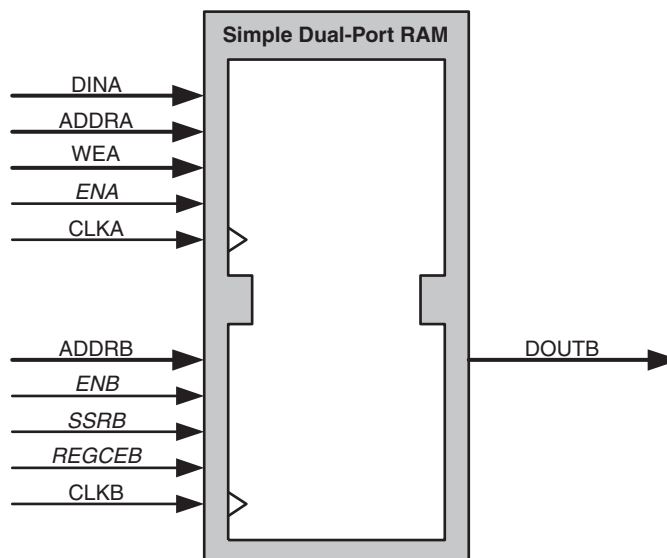 Simple Dual-Port RAM
DINA
ADDRA
WEA
ENA
CLKA
ADDRB
ENB
SSRB
REGCEB
CLKB
DOUTB